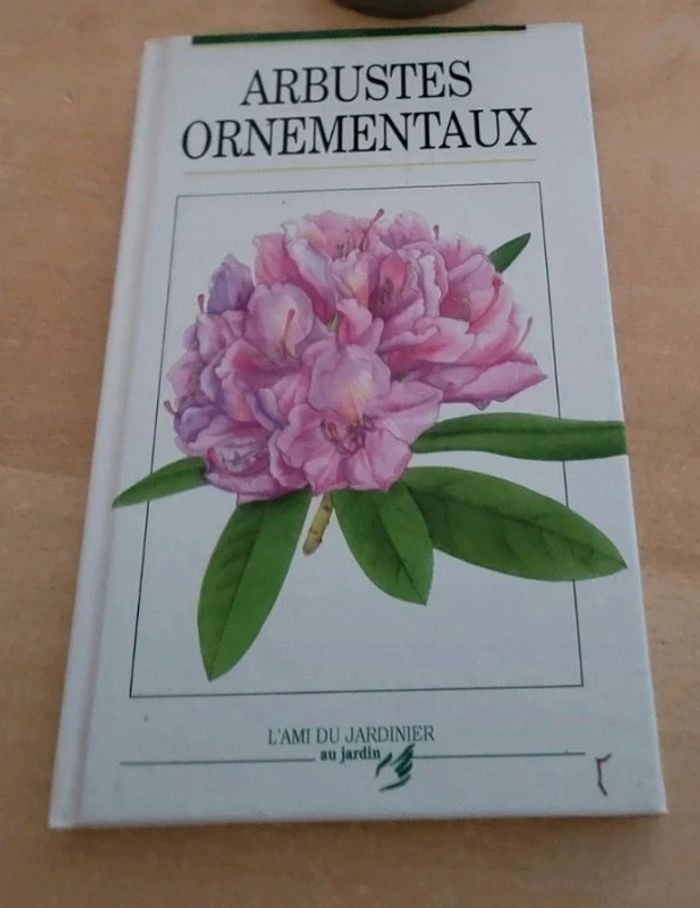 ARBUSTES
ORNEMENTAUX
L'AMI DU JARDINIER
au jardin